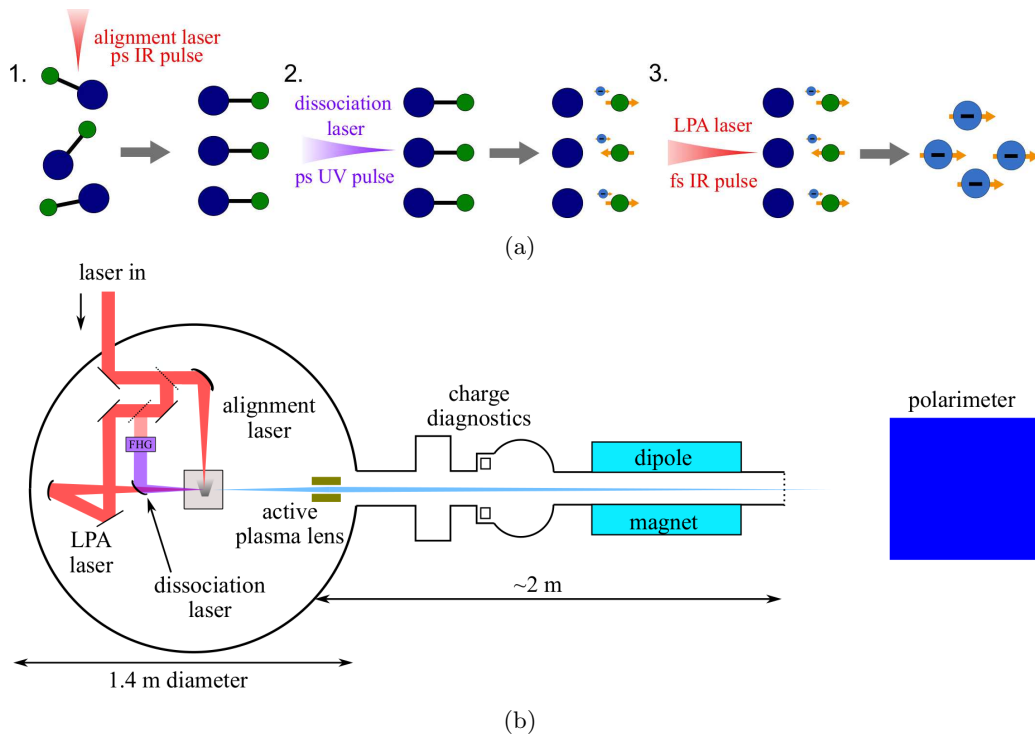 alignment laser
ps IR pulse
1.
2.
dissociation
laser
ps UV pulse
3.
LPA laser
fs IR pulse
(a)
laser in
alignment
laser
FHG
LPA
laser
dissociation
laser
active
plasma lens
charge
diagnostics
dipole
magnet
polarimeter
~2 m
1.4 m diameter
(b)